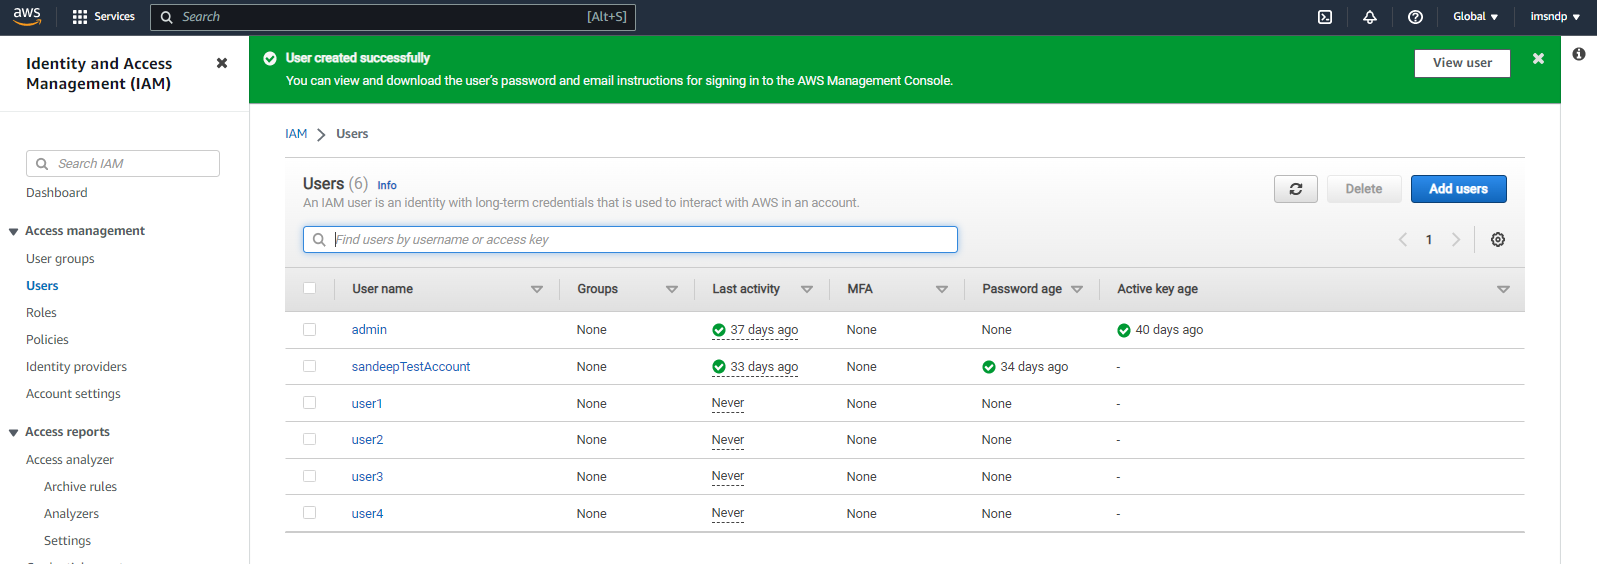 aws
Services
Search
[Alt+S]
Global
imsndp
Identity and Access
Management (IAM)
Search IAM
Dashboard
Access management
User groups
Users
Roles
Policies
Identity providers
Account settings
Access reports
Access analyzer
Archive rules
Analyzers
Settings
User created successfully
You can view and download the user's password and email instructions for signing in to the AWS Management Console.
View user
IAM > Users
Users (6) Info
An IAM user is an identity with long-term credentials that is used to interact with AWS in an account.
Delete
Add users
Find users by username or access key
1
User name Groups Last activity MFA Password age Active key age
admin None 37 days ago None None 40 days ago
sandeepTestAccount None 33 days ago None 34 days ago -
user1 None Never None None -
user2 None Never None None -
user3 None Never None None -
user4 None Never None None -